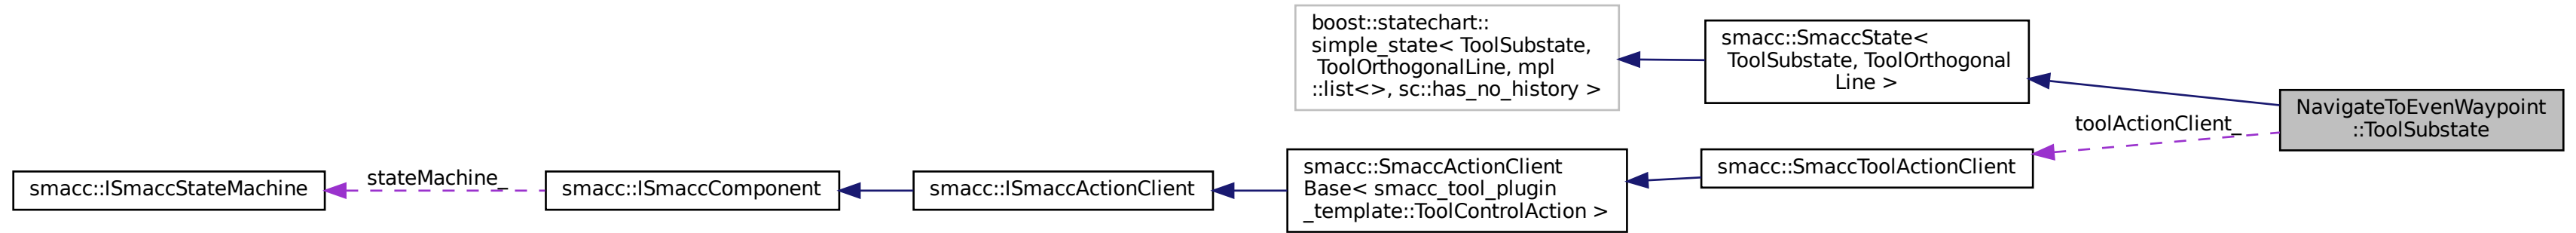 boost::statechart::
simple_state< ToolSubstate,
ToolOrthogonalLine, mpl
::list<>, sc::has_no_history >
smacc::SmaccState<
ToolSubstate, ToolOrthogonal
Line >
NavigateToEvenWaypoint
::ToolSubstate
toolActionClient_
smacc::ISmaccStateMachine
stateMachine_
smacc::ISmaccComponent
smacc::ISmaccActionClient
smacc::SmaccActionClient
Base< smacc_tool_plugin
_template::ToolControlAction >
smacc::SmaccToolActionClient